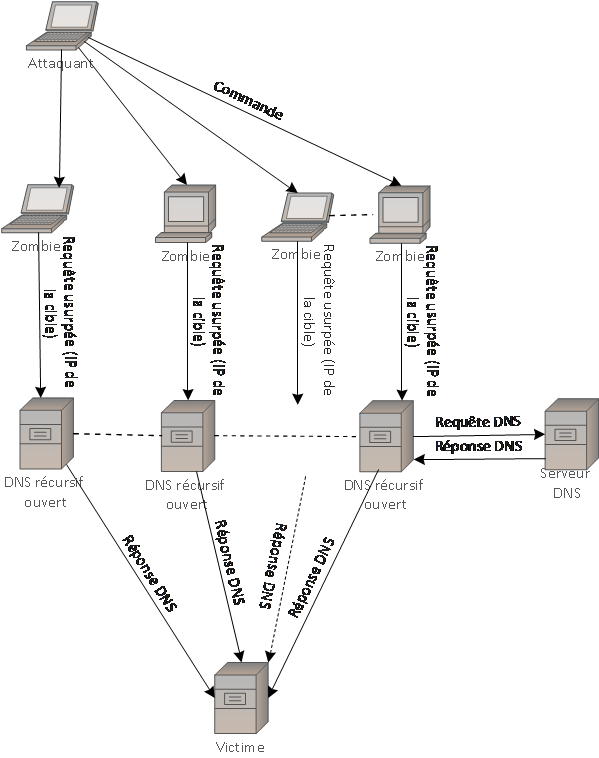 Attaquant
Commande
Zombie
Zombie
Zombie
Zombie
Requête usurpée (IP de
la cible)
Requête usurpée (IP de
la cible)
Requête usurpée (IP de
la cible)
Requête usurpée (IP de
la cible)
Requête DNS
Réponse DNS
DNS récursif
ouvert
DNS récursif
ouvert
DNS récursif
ouvert
Serveur
DNS
Réponse DNS
Réponse DNS
Réponse DNS
Réponse DNS
Victime